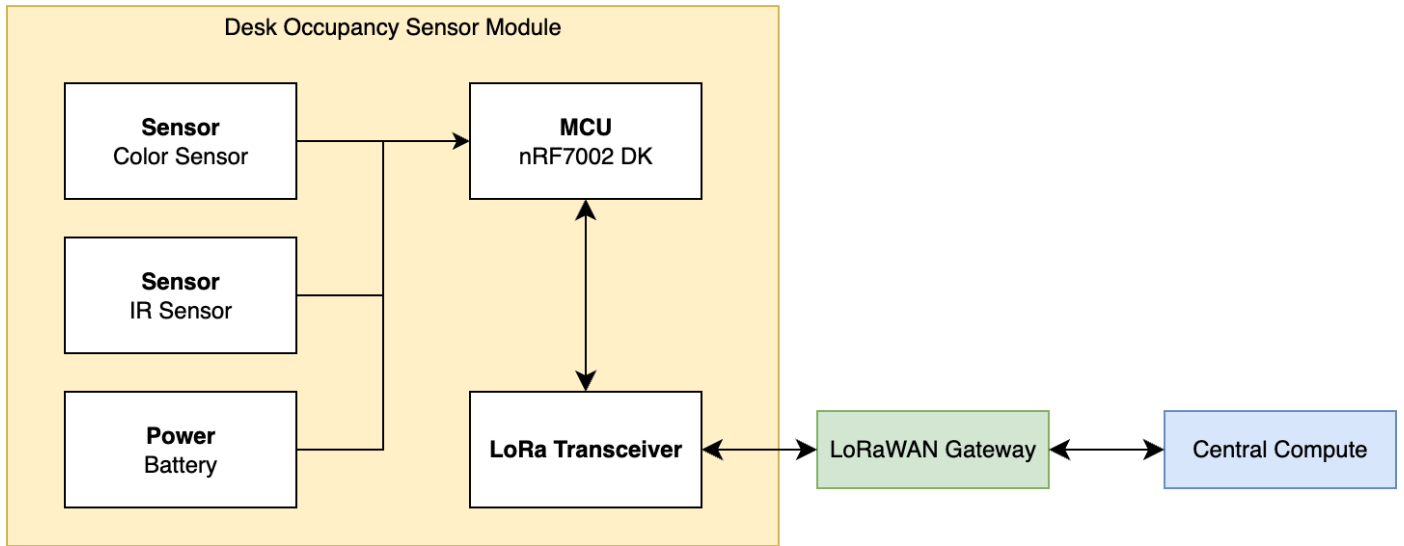 Desk Occupancy Sensor Module
Sensor
Color Sensor
MCU
nRF7002 DK
Sensor
IR Sensor
Power
Battery
LoRa Transceiver
LoRaWAN Gateway
Central Compute